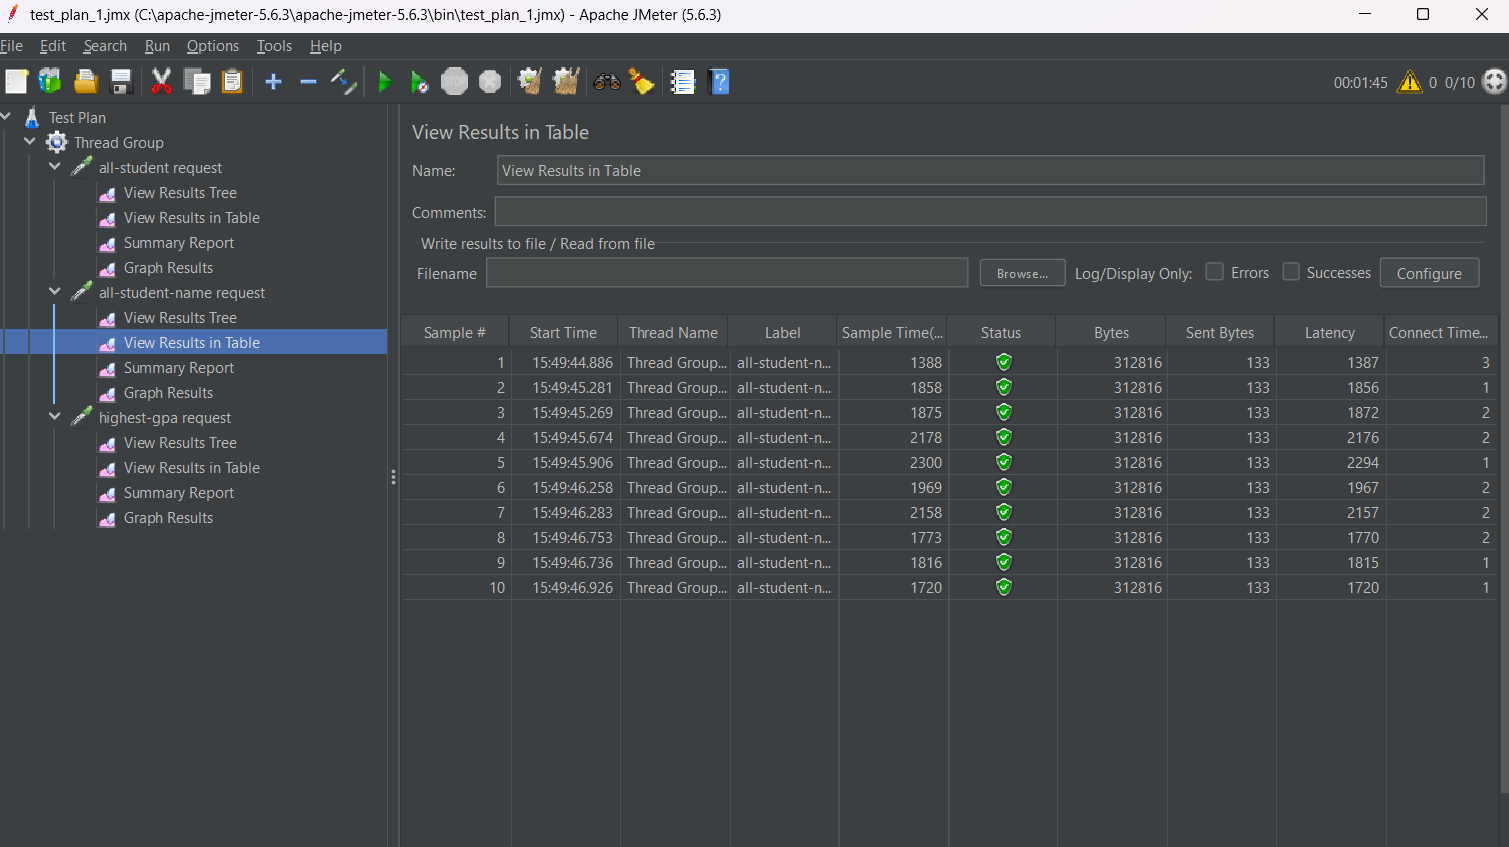 test_plan_1.jmx (C:\apache-jmeter-5.6.3\apache-jmeter-5.6.3\bin\test_plan_1.jmx) - Apache JMeter (5.6.3)
File Edit Search Run Options Tools Help
STOP 00:01:45 0 0/10
Test Plan
Thread Group
all-student request
View Results Tree
View Results in Table
Summary Report
Graph Results
all-student-name request
View Results Tree
View Results in Table
Summary Report
Graph Results
highest-gpa request
View Results Tree
View Results in Table
Summary Report
Graph Results
View Results in Table
Name: View Results in Table
Comments:
Write results to file / Read from file
Filename Browse... Log/Display Only: Errors Successes Configure
Sample # Start Time Thread Name Label Sample Time(... Status Bytes Sent Bytes Latency Connect Time...
1 15:49:44.886 Thread Group... all-student-n... 1388 312816 133 1387 3
2 15:49:45.281 Thread Group... all-student-n... 1858 312816 133 1856 1
3 15:49:45.269 Thread Group... all-student-n... 1875 312816 133 1872 2
4 15:49:45.674 Thread Group... all-student-n... 2178 312816 133 2176 2
5 15:49:45.906 Thread Group... all-student-n... 2300 312816 133 2294 1
6 15:49:46.258 Thread Group... all-student-n... 1969 312816 133 1967 2
7 15:49:46.283 Thread Group... all-student-n... 2158 312816 133 2157 2
8 15:49:46.753 Thread Group... all-student-n... 1773 312816 133 1770 2
9 15:49:46.736 Thread Group... all-student-n... 1816 312816 133 1815 1
10 15:49:46.926 Thread Group... all-student-n... 1720 312816 133 1720 1